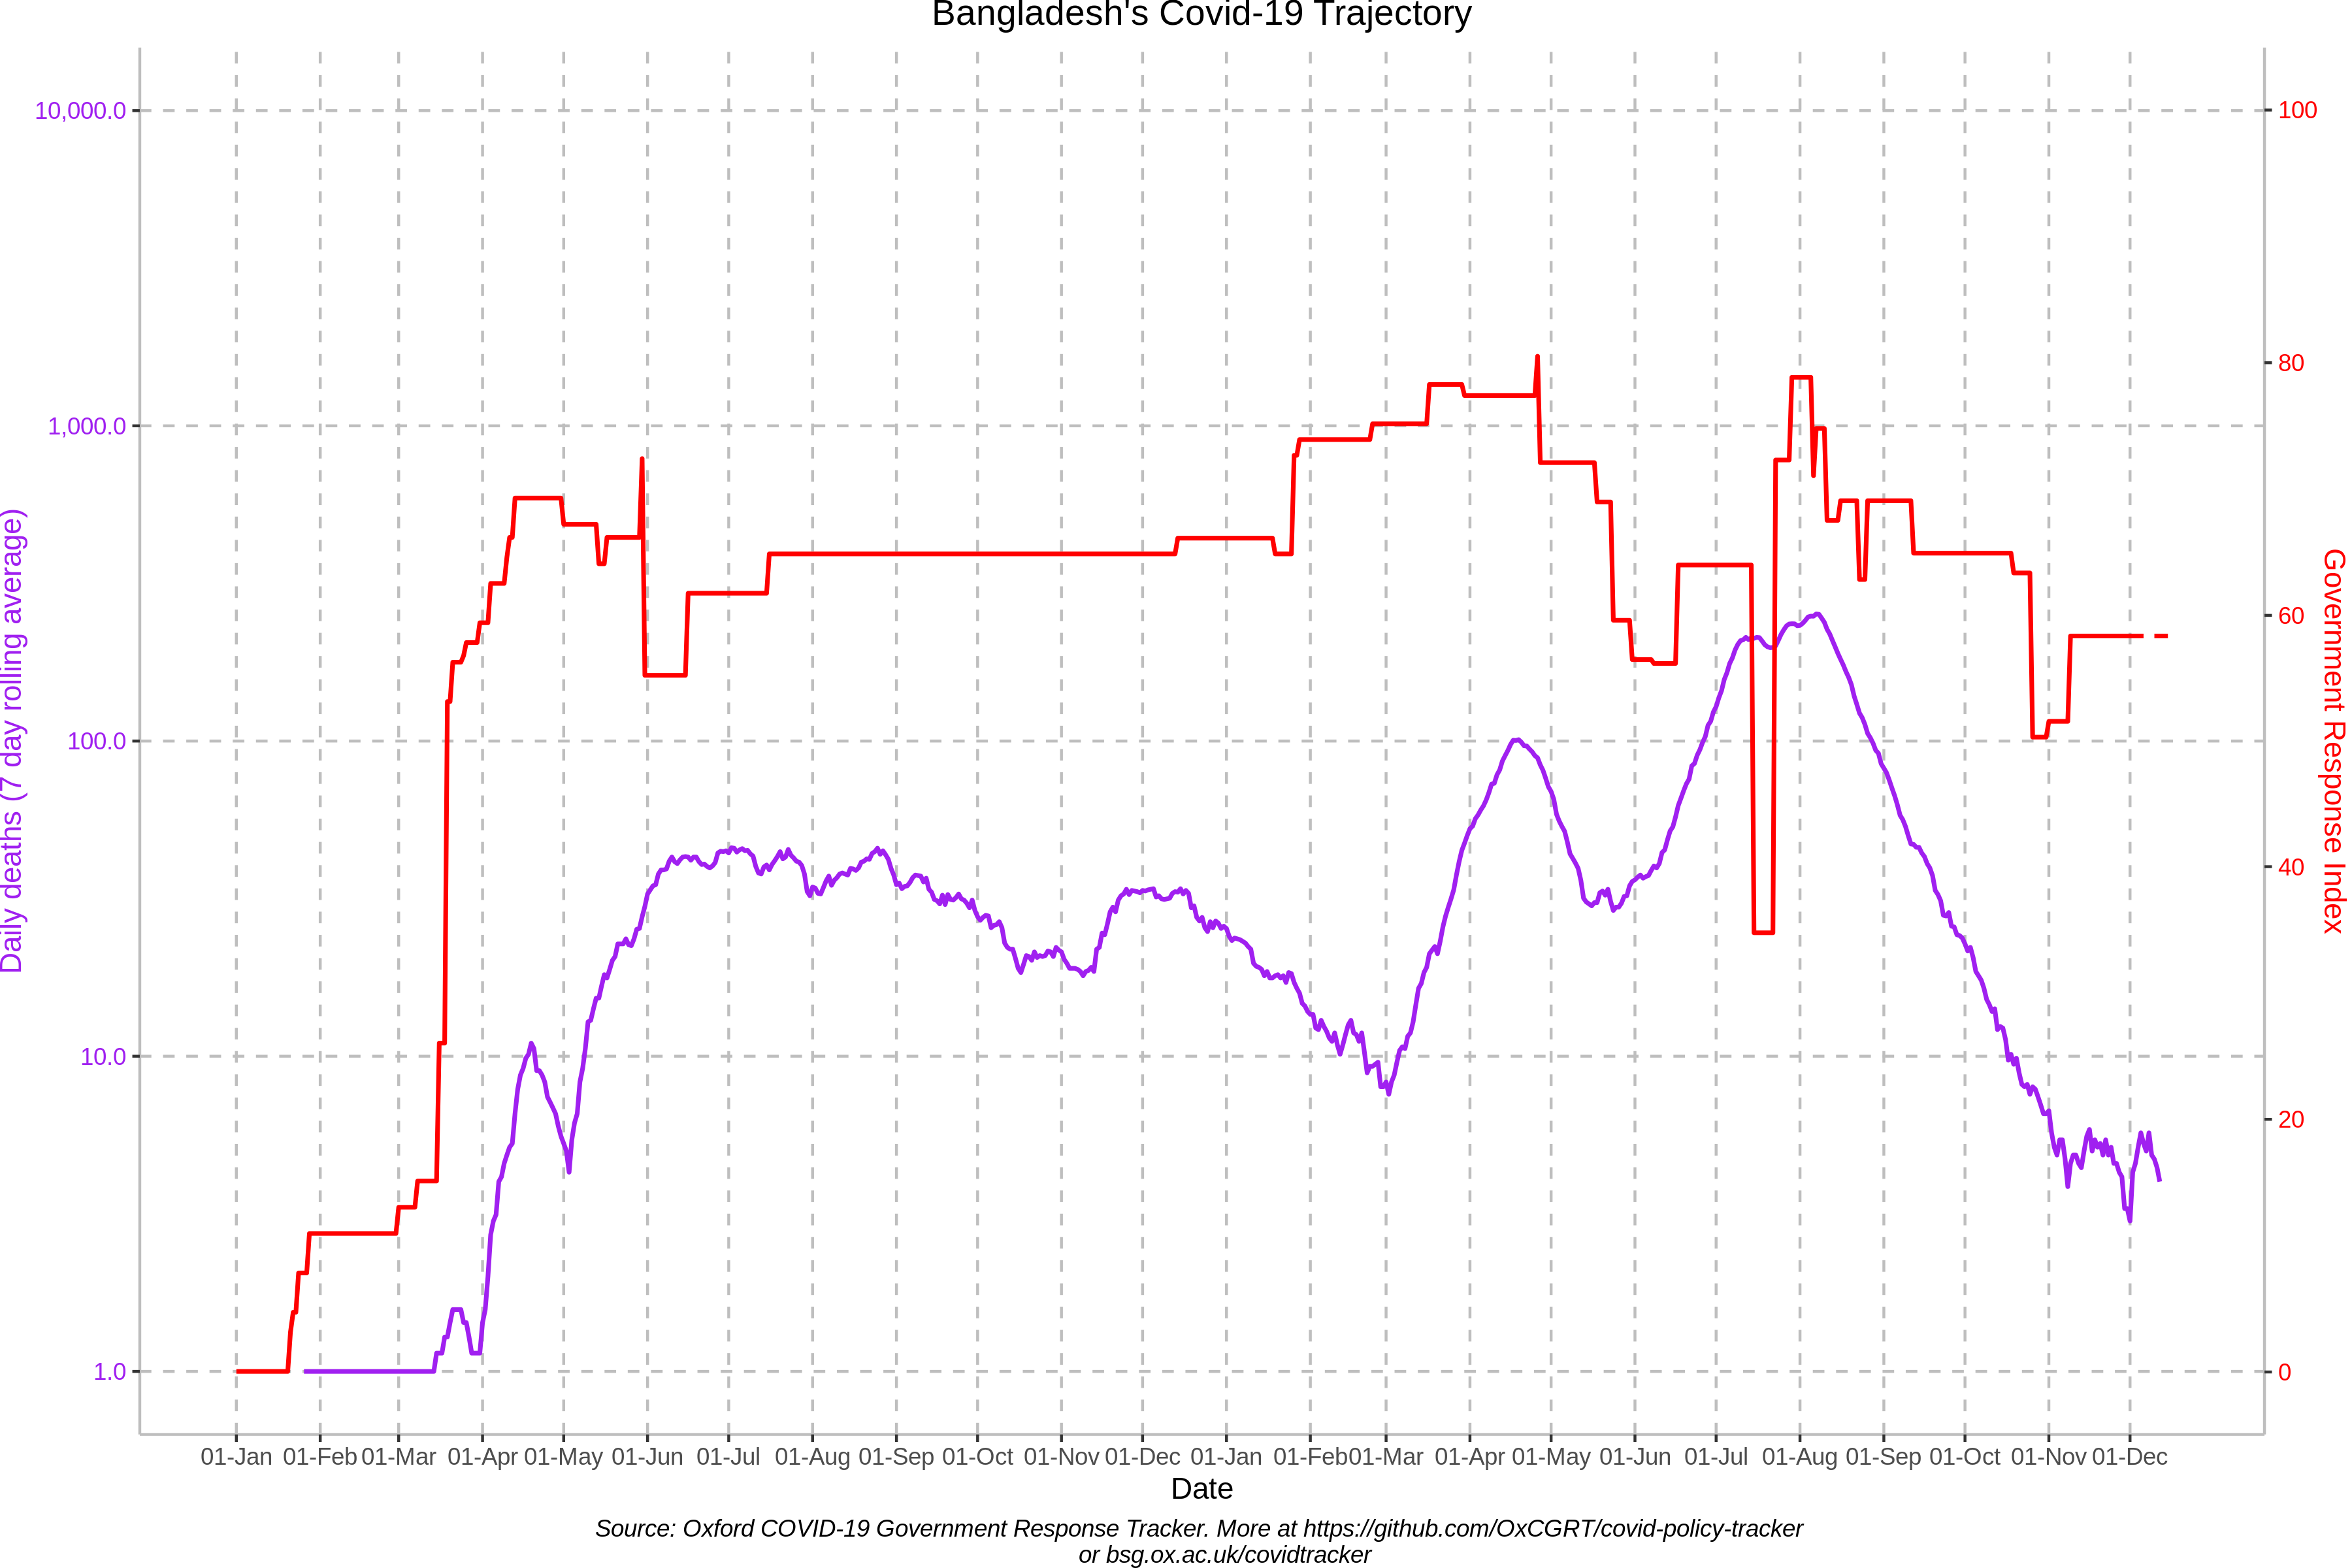 Bangladesh's Covid-19 Trajectory
10,000.0
1,000.0
100.0
10.0
1.0
Daily deaths (7 day rolling average)
100
80
60
40
20
0
Government Response Index
01-Jan 01-Feb 01-Mar 01-Apr 01-May 01-Jun 01-Jul 01-Aug 01-Sep 01-Oct 01-Nov 01-Dec 01-Jan 01-Feb 01-Mar 01-Apr 01-May 01-Jun 01-Jul 01-Aug 01-Sep 01-Oct 01-Nov 01-Dec
Date
Source: Oxford COVID-19 Government Response Tracker. More at https://github.com/OxCGRT/covid-policy-tracker
or bsg.ox.ac.uk/covidtracker